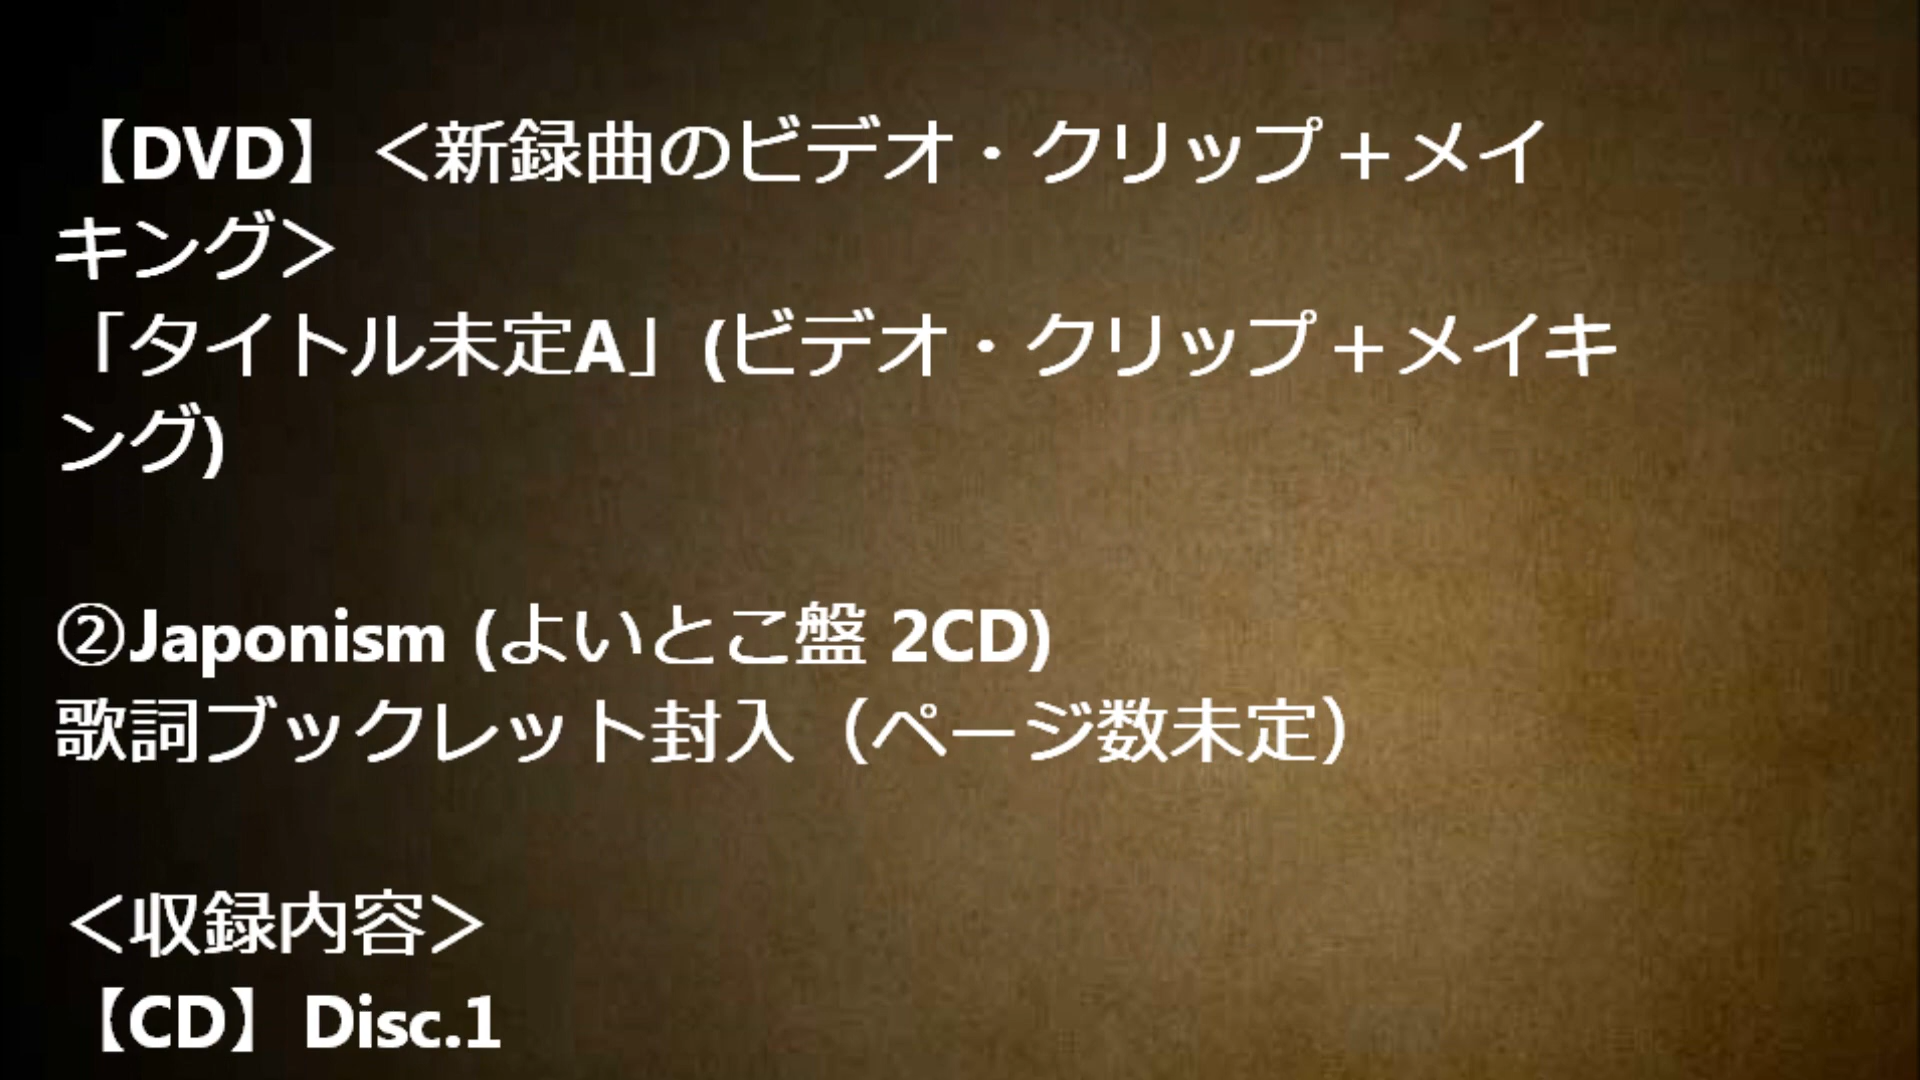 【DVD】 ＜新録曲のビデオ・クリップ＋メイ
キング＞
「タイトル未定A」(ビデオ・クリップ＋メイキ
ング)
②Japonism (よいとこ盤 2CD)
歌詞ブックレット封入（ページ数未定）
＜収録内容＞
【CD】 Disc.1